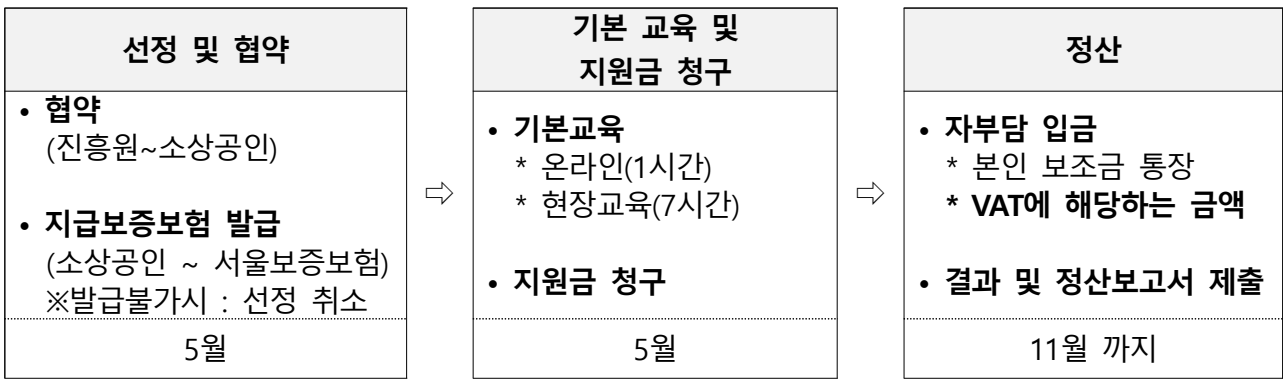 선정 및 협약
• 협약
(진흥원~소상공인)
• 지급보증보험 발급
(소상공인 ~ 서울보증보험)
※발급불가시 : 선정 취소
5월
⇨
기본 교육 및
지원금 청구
• 기본교육
* 온라인(1시간)
* 현장교육(7시간)
• 지원금 청구
5월
⇨
정산
• 자부담 입금
* 본인 보조금 통장
* VAT에 해당하는 금액
• 결과 및 정산보고서 제출
11월 까지